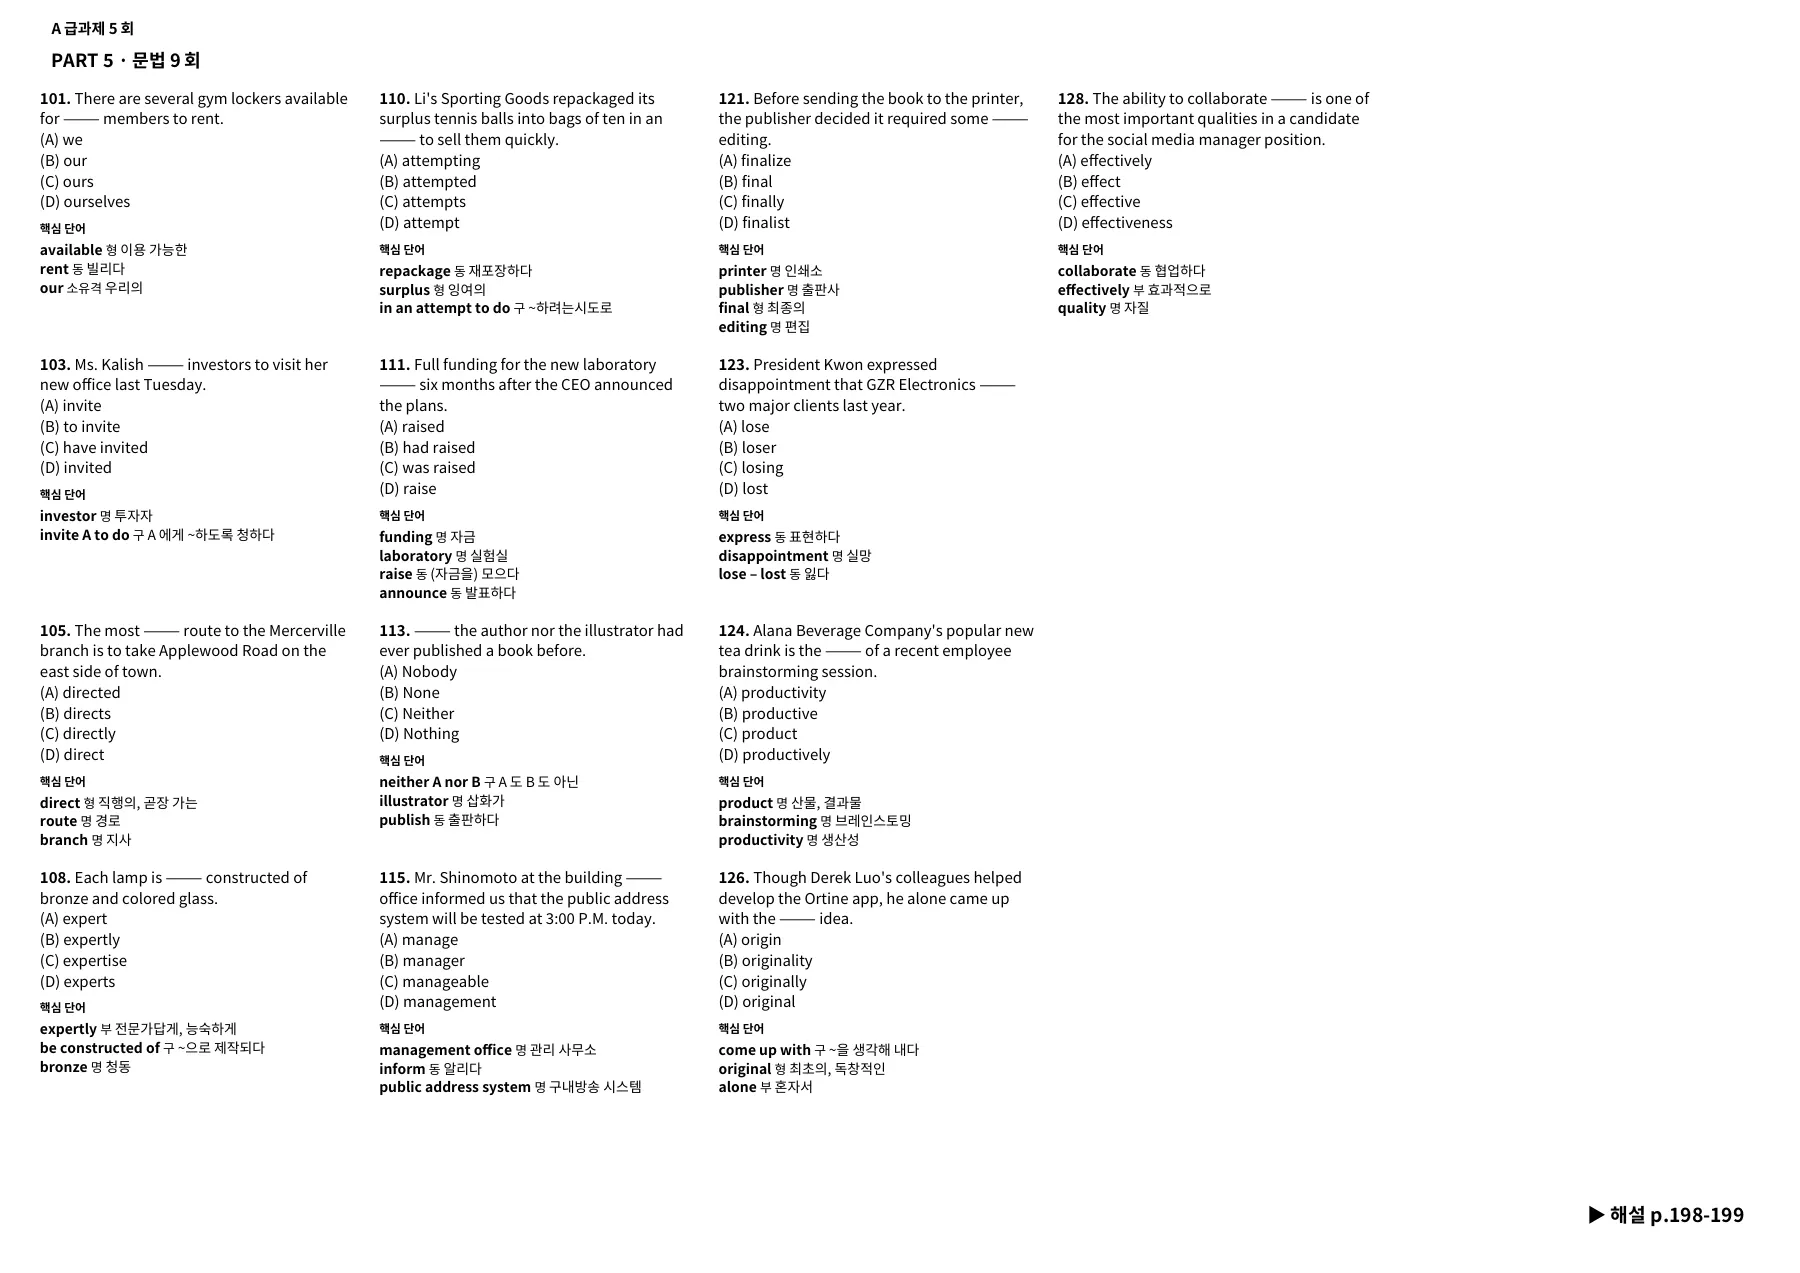 A 급과제 5 회
PART 5 · 문법 9 회
101. There are several gym lockers available
for ――― members to rent.
(A) we
(B) our
(C) ours
(D) ourselves
핵심 단어
available 형 이용 가능한
rent 동 빌리다
our 소유격 우리의
103. Ms. Kalish ――― investors to visit her
new office last Tuesday.
(A) invite
(B) to invite
(C) have invited
(D) invited
핵심 단어
investor 명 투자자
invite A to do 구 A 에게 ~하도록 청하다
105. The most ――― route to the Mercerville
branch is to take Applewood Road on the
east side of town.
(A) directed
(B) directs
(C) directly
(D) direct
핵심 단어
direct 형 직행의, 곧장 가는
route 명 경로
branch 명 지사
108. Each lamp is ――― constructed of
bronze and colored glass.
(A) expert
(B) expertly
(C) expertise
(D) experts
핵심 단어
expertly 부 전문가답게, 능숙하게
be constructed of 구 ~으로 제작되다
bronze 명 청동
110. Li's Sporting Goods repackaged its
surplus tennis balls into bags of ten in an
――― to sell them quickly.
(A) attempting
(B) attempted
(C) attempts
(D) attempt
핵심 단어
repackage 동 재포장하다
surplus 형 잉여의
in an attempt to do 구 ~하려는시도로
111. Full funding for the new laboratory
――― six months after the CEO announced
the plans.
(A) raised
(B) had raised
(C) was raised
(D) raise
핵심 단어
funding 명 자금
laboratory 명 실험실
raise 동 (자금을) 모으다
announce 동 발표하다
113. ――― the author nor the illustrator had
ever published a book before.
(A) Nobody
(B) None
(C) Neither
(D) Nothing
핵심 단어
neither A nor B 구 A 도 B 도 아닌
illustrator 명 삽화가
publish 동 출판하다
115. Mr. Shinomoto at the building ―――
office informed us that the public address
system will be tested at 3:00 P.M. today.
(A) manage
(B) manager
(C) manageable
(D) management
핵심 단어
management office 명 관리 사무소
inform 동 알리다
public address system 명 구내방송 시스템
121. Before sending the book to the printer,
the publisher decided it required some ―――
editing.
(A) finalize
(B) final
(C) finally
(D) finalist
핵심 단어
printer 명 인쇄소
publisher 명 출판사
final 형 최종의
editing 명 편집
123. President Kwon expressed
disappointment that GZR Electronics ―――
two major clients last year.
(A) lose
(B) loser
(C) losing
(D) lost
핵심 단어
express 동 표현하다
disappointment 명 실망
lose – lost 동 잃다
124. Alana Beverage Company's popular new
tea drink is the ――― of a recent employee
brainstorming session.
(A) productivity
(B) productive
(C) product
(D) productively
핵심 단어
product 명 산물, 결과물
brainstorming 명 브레인스토밍
productivity 명 생산성
126. Though Derek Luo's colleagues helped
develop the Ortine app, he alone came up
with the ――― idea.
(A) origin
(B) originality
(C) originally
(D) original
핵심 단어
come up with 구 ~을 생각해 내다
original 형 최초의, 독창적인
alone 부 혼자서
128. The ability to collaborate ――― is one of
the most important qualities in a candidate
for the social media manager position.
(A) effectively
(B) effect
(C) effective
(D) effectiveness
핵심 단어
collaborate 동 협업하다
effectively 부 효과적으로
quality 명 자질
▶ 해설 p.198-199